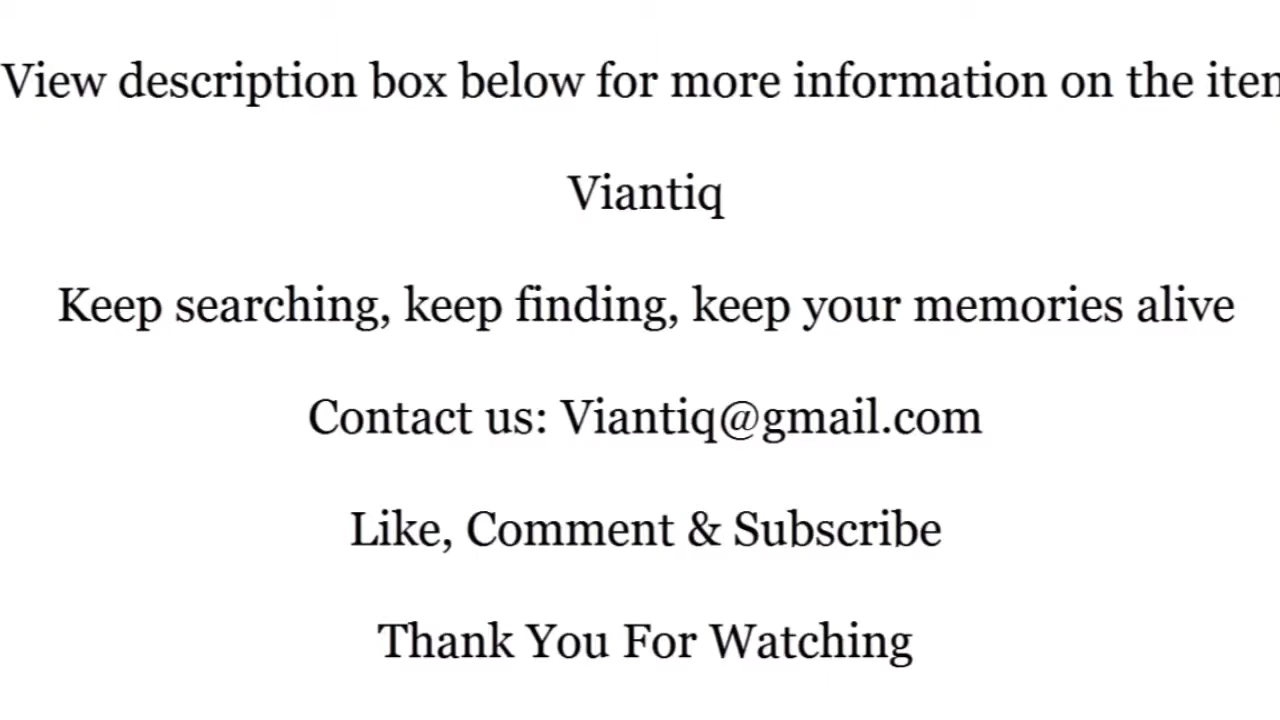 View description box below for more information on the iten
Viantiq
Keep searching, keep finding, keep your memories alive
Contact us: Viantiq@gmail.com
Like, Comment & Subscribe
Thank You For Watching